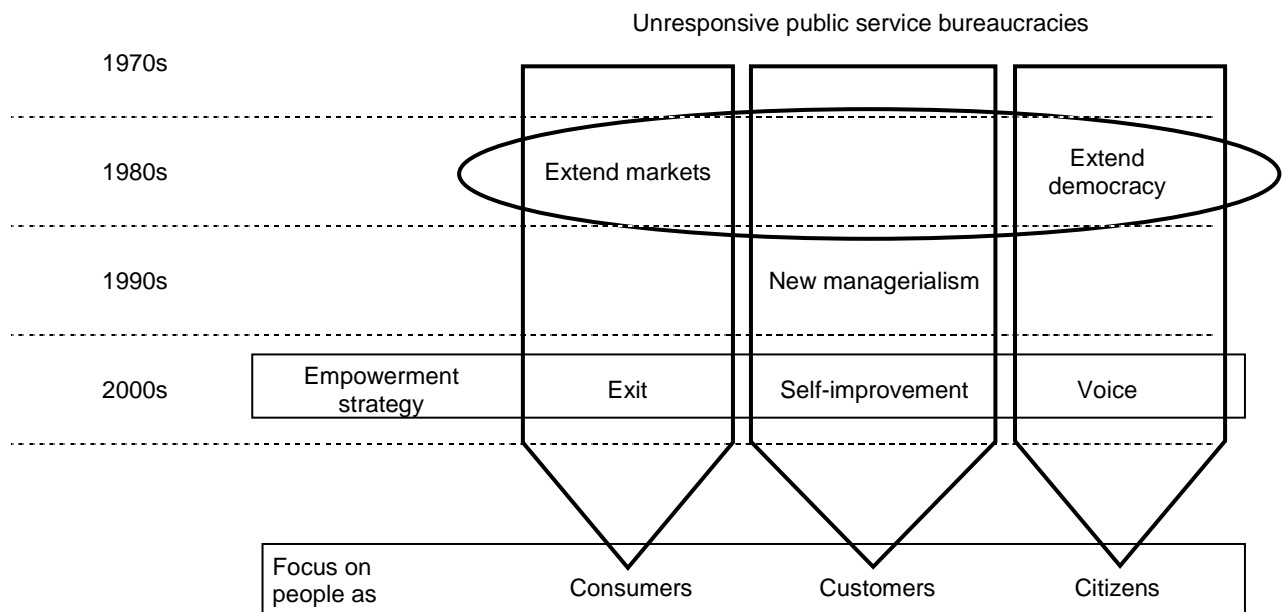 Unresponsive public service bureaucracies
1970s
1980s
Extend markets
Extend
democracy
1990s
New managerialism
2000s
Empowerment
strategy
Exit
Self-improvement
Voice
Focus on
people as
Consumers
Customers
Citizens